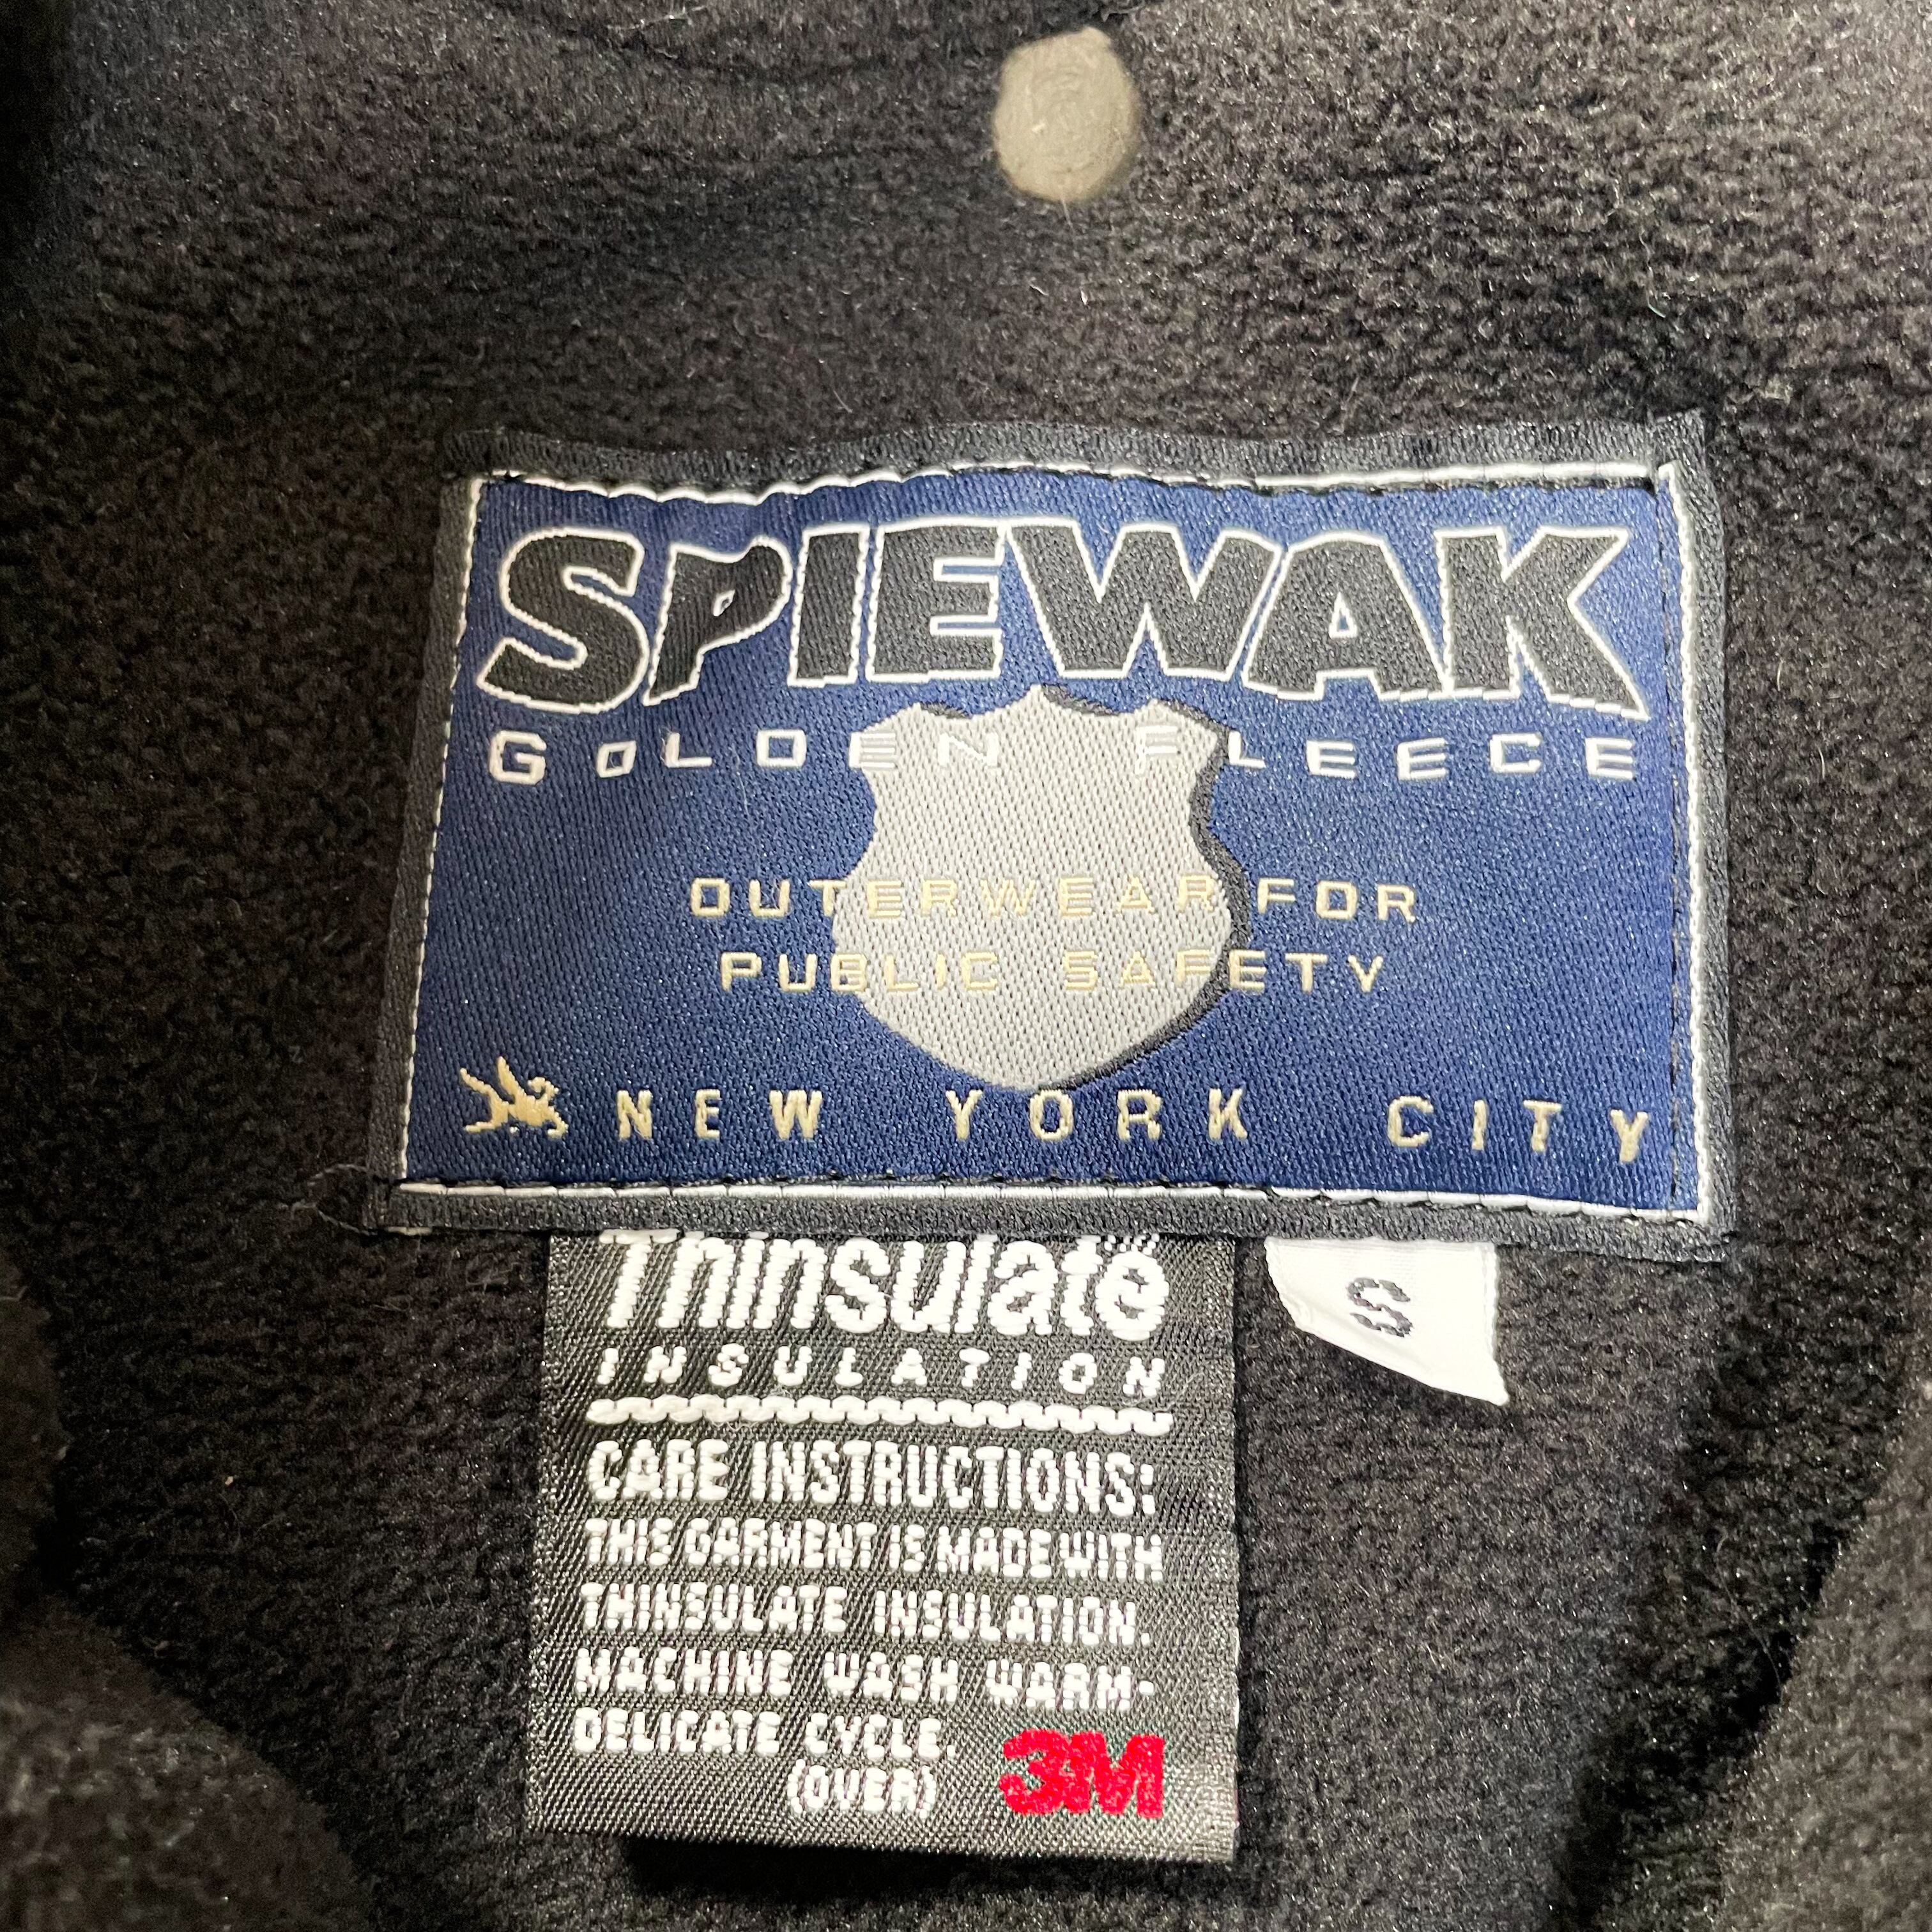 SPIEWAK
GOLDEN FLEECE
OUTERWEAR FOR
PUBLIC SAFETY
NEW YORK CITY
Thinsulate
INSULATION
S
CARE INSTRUCTIONS:
THIS GARMENT IS MADE WITH
THINSULATE INSULATION.
MACHINE WASH WARM-
DELICATE CYCLE.
(OVER)
3M